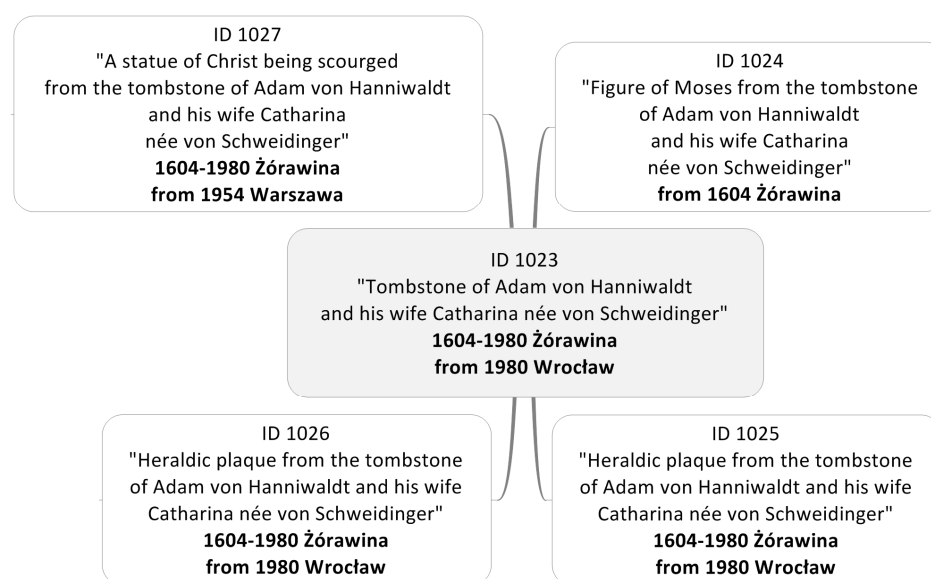 ID 1027
"A statue of Christ being scourged
from the tombstone of Adam von Hanniwaldt
and his wife Catharina
née von Schweidinger"
1604-1980 Żórawina
from 1954 Warszawa
ID 1024
"Figure of Moses from the tombstone
of Adam von Hanniwaldt
and his wife Catharina
née von Schweidinger"
from 1604 Żórawina
ID 1023
"Tombstone of Adam von Hanniwaldt
and his wife Catharina née von Schweidinger"
1604-1980 Żórawina
from 1980 Wrocław
ID 1026
"Heraldic plaque from the tombstone
of Adam von Hanniwaldt and his wife
Catharina née von Schweidinger"
1604-1980 Żórawina
from 1980 Wrocław
ID 1025
"Heraldic plaque from the tombstone
of Adam von Hanniwaldt and his wife
Catharina née von Schweidinger"
1604-1980 Żórawina
from 1980 Wrocław